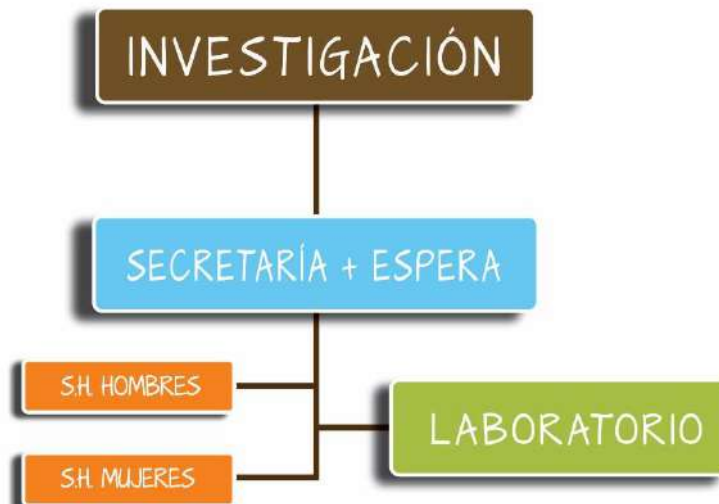 INVESTIGACIÓN
SECRETARÍA + ESPERA
S.H. HOMBRES
LABORATORIO
S.H. MUJERES